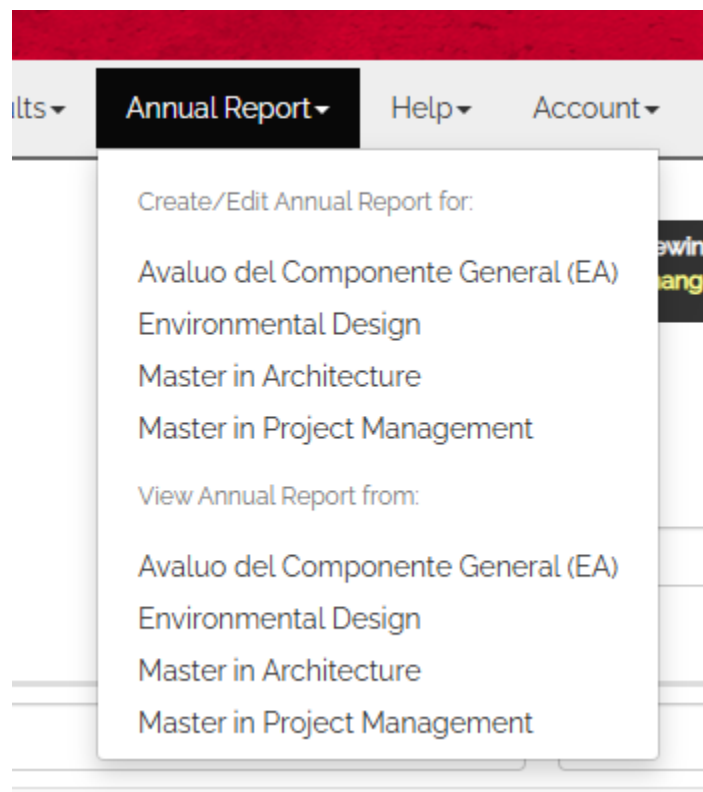 Annual Report
Help
Account
Create/Edit Annual Report for:
Avaluo del Componente General (EA)
Environmental Design
Master in Architecture
Master in Project Management
View Annual Report from:
Avaluo del Componente General (EA)
Environmental Design
Master in Architecture
Master in Project Management